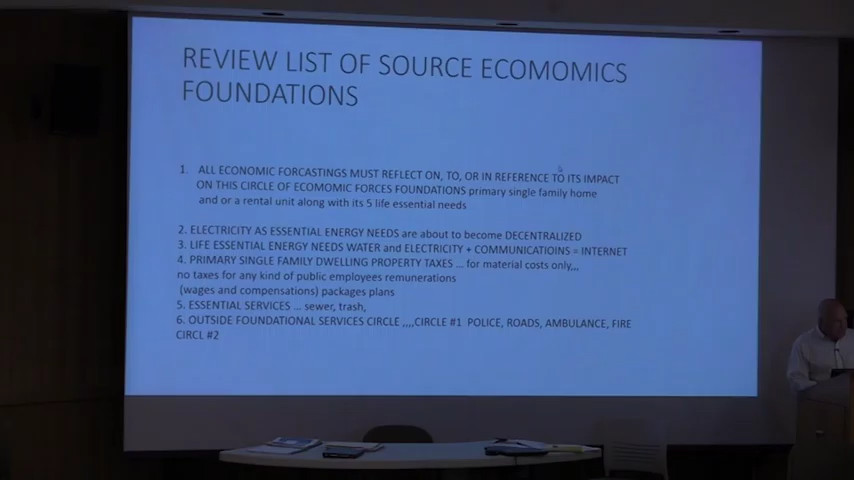 REVIEW LIST OF SOURCE ECOMOMICS
FOUNDATIONS
1. ALL ECONOMIC FORCASTINGS MUST REFLECT ON, TO, OR IN REFERENCE TO ITS IMPACT
ON THIS CIRCLE OF ECOMOMIC FORCES FOUNDATIONS primary single family home
and or a rental unit along with its 5 life essential needs
2. ELECTRICITY AS ESSENTIAL ENERGY NEEDS are about to become DECENTRALIZED
3. LIFE ESSENTIAL ENERGY NEEDS WATER and ELECTRICITY + COMMUNICATIOINS = INTERNET
4. PRIMARY SINGLE FAMILY DWELLING PROPERTY TAXES ... for material costs only,,,
no taxes for any kind of public employees remunerations
(wages and compensations) packages plans
5. ESSENTIAL SERVICES ... sewer, trash,
6. OUTSIDE FOUNDATIONAL SERVICES CIRCLE ,,,,CIRCLE #1 POLICE, ROADS, AMBULANCE, FIRE
CIRCL #2